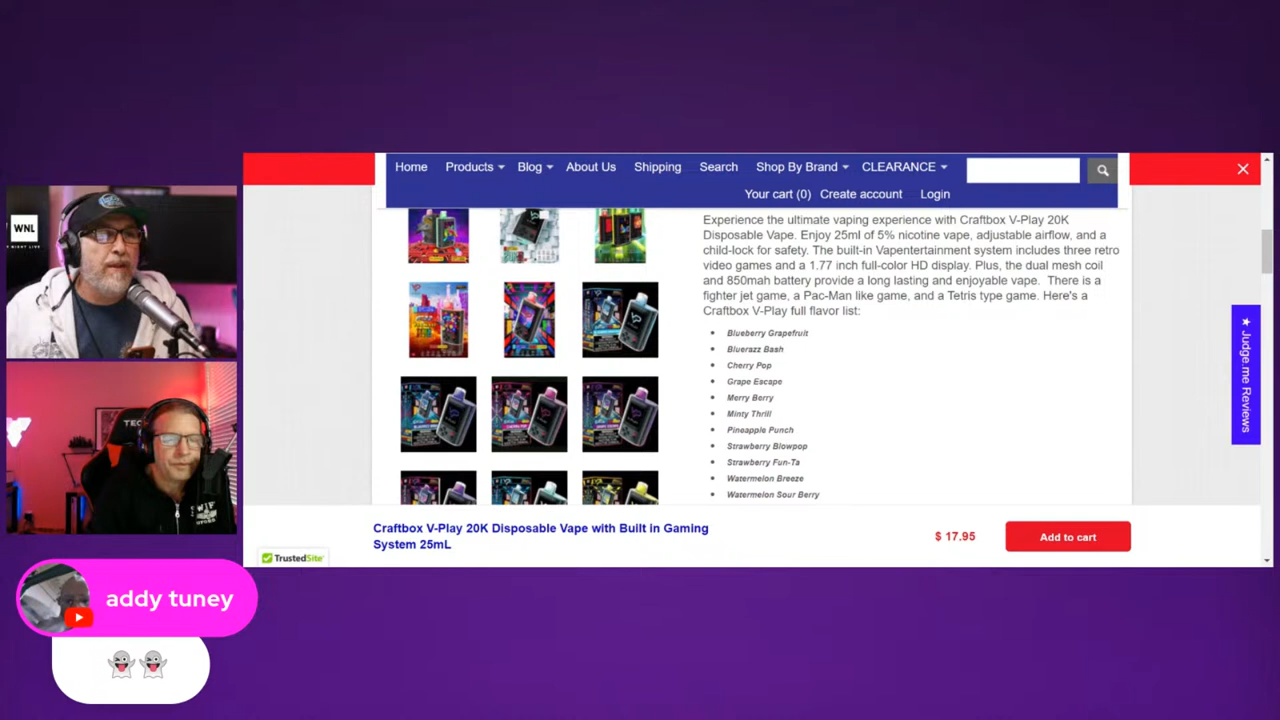 WNL
Home Products Blog About Us Shipping Search Shop By Brand CLEARANCE
Your cart (0) Create account Login
Experience the ultimate vaping experience with Craftbox V-Play 20K
Disposable Vape. Enjoy 25ml of 5% nicotine vape, adjustable airflow, and a
child-lock for safety. The built-in Vapentertainment system includes three retro
video games and a 1.77 inch full-color HD display. Plus, the dual mesh coil
and 850mah battery provide a long lasting and enjoyable vape. There is a
fighter jet game, a Pac-Man like game, and a Tetris type game. Here's a
Craftbox V-Play full flavor list:
Blueberry Grapefruit
Bluerazz Bash
Cherry Pop
Grape Escape
Merry Berry
Minty Thrill
Pineapple Punch
Strawberry Blowpop
Strawberry Fun-Ta
Watermelon Breeze
Watermelon Sour Berry
★ Judge.me Reviews
Craftbox V-Play 20K Disposable Vape with Built in Gaming
System 25mL
$ 17.95
Add to cart
TrustedSite
addy tuney